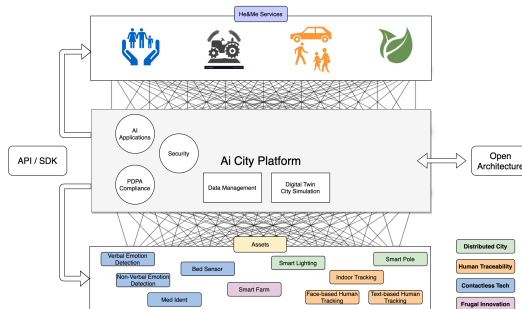 He&Me Services
AI
Applications
Security
API / SDK
Ai City Platform
Open
Architecture
PDPA
Compliance
Data Management
Digital Twin
City Simulation
Assets
Verbal Emotion
Detection
Bed Sensor
Smart Lighting
Smart Pole
Non-Verbal Emotion
Detection
Indoor Tracking
Med Ident
Smart Farm
Face-based Human
Tracking
Text-based Human
Tracking
Distributed City
Human Traceability
Contactless Tech
Frugal Innovation